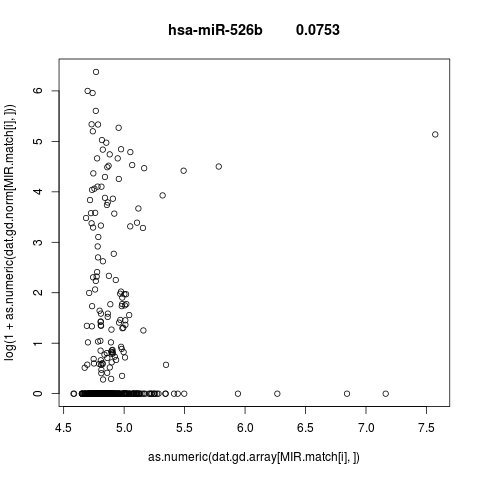 hsa-miR-526b 0.0753
log(1 + as.numeric(dat.gd.norm[MIR.match[i], ]))
6
5
4
3
2
1
0
4.5 5.0 5.5 6.0 6.5 7.0 7.5
as.numeric(dat.gd.array[MIR.match[i], ])